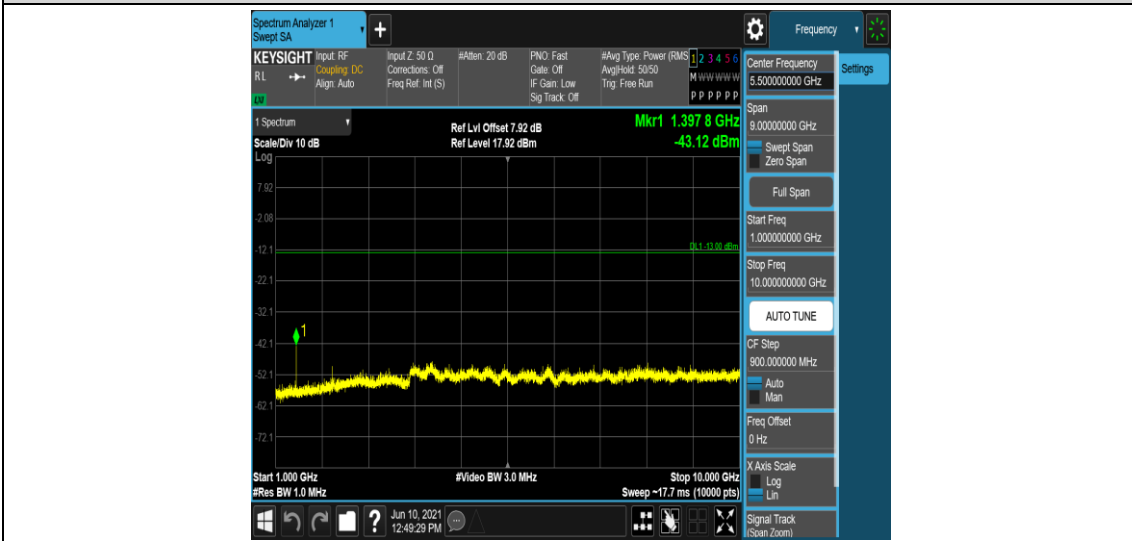 Spectrum Analyzer 1
Swept SA
+
Frequency
KEYSIGHT Input: RF
Coupling: DC
Align: Auto
Input Z: 50 Ω
Corrections: Off
Freq Ref: Int (S)
#Atten: 20 dB
PNO: Fast
Gate: Off
IF Gain: Low
Sig Track: Off
#Avg Type: Power (RMS
Avg|Hold: 50/50
Trig: Free Run
1 2 3 4 5 6
M W W W W W
P P P P P P
R L
LXI
1 Spectrum
Scale/Div 10 dB
Log
Ref Lvl Offset 7.92 dB
Ref Level 17.92 dBm
Mkr1 1.397 8 GHz
-43.12 dBm
7.92
-2.08
-12.1
DL1 -13.00 dBm
-22.1
-32.1
1
-42.1
-52.1
-62.1
-72.1
Start 1.000 GHz
#Res BW 1.0 MHz
#Video BW 3.0 MHz
Stop 10.000 GHz
Sweep ~17.7 ms (10000 pts)
?
Jun 10, 2021
12:49:29 PM
Center Frequency
5.500000000 GHz
Settings
Span
9.00000000 GHz
Swept Span
Zero Span
Full Span
Start Freq
1.000000000 GHz
Stop Freq
10.000000000 GHz
AUTO TUNE
CF Step
900.000000 MHz
Auto
Man
Freq Offset
0 Hz
X Axis Scale
Log
Lin
Signal Track
(Span Zoom)